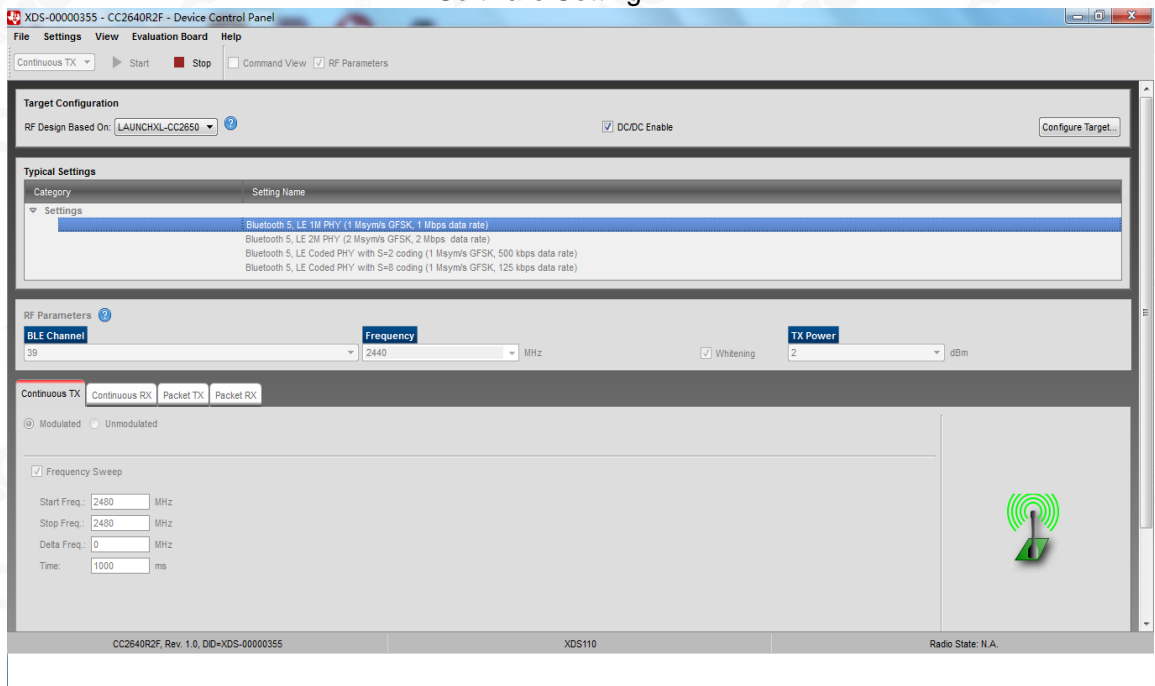 Software Setting
XDS-00000355 - CC2640R2F - Device Control Panel
File Settings View Evaluation Board Help
Continuous TX Start Stop Command View RF Parameters
Target Configuration
RF Design Based On: LAUNCHXL-CC2650 DC/DC Enable Configure Target...
Typical Settings
Category Setting Name
Settings
Bluetooth 5, LE 1M PHY (1 Msym/s GFSK, 1 Mbps data rate)
Bluetooth 5, LE 2M PHY (2 Msym/s GFSK, 2 Mbps data rate)
Bluetooth 5, LE Coded PHY with S=2 coding (1 Msym/s GFSK, 500 kbps data rate)
Bluetooth 5, LE Coded PHY with S=8 coding (1 Msym/s GFSK, 125 kbps data rate)
RF Parameters
BLE Channel Frequency TX Power
39 2440 MHz Whitening 2 dBm
Continuous TX Continuous RX Packet TX Packet RX
Modulated Unmodulated
Frequency Sweep
Start Freq.: 2480 MHz
Stop Freq.: 2480 MHz
Delta Freq.: 0 MHz
Time: 1000 ms
CC2640R2F, Rev. 1.0, DID=XDS-00000355 XDS110 Radio State: N.A.